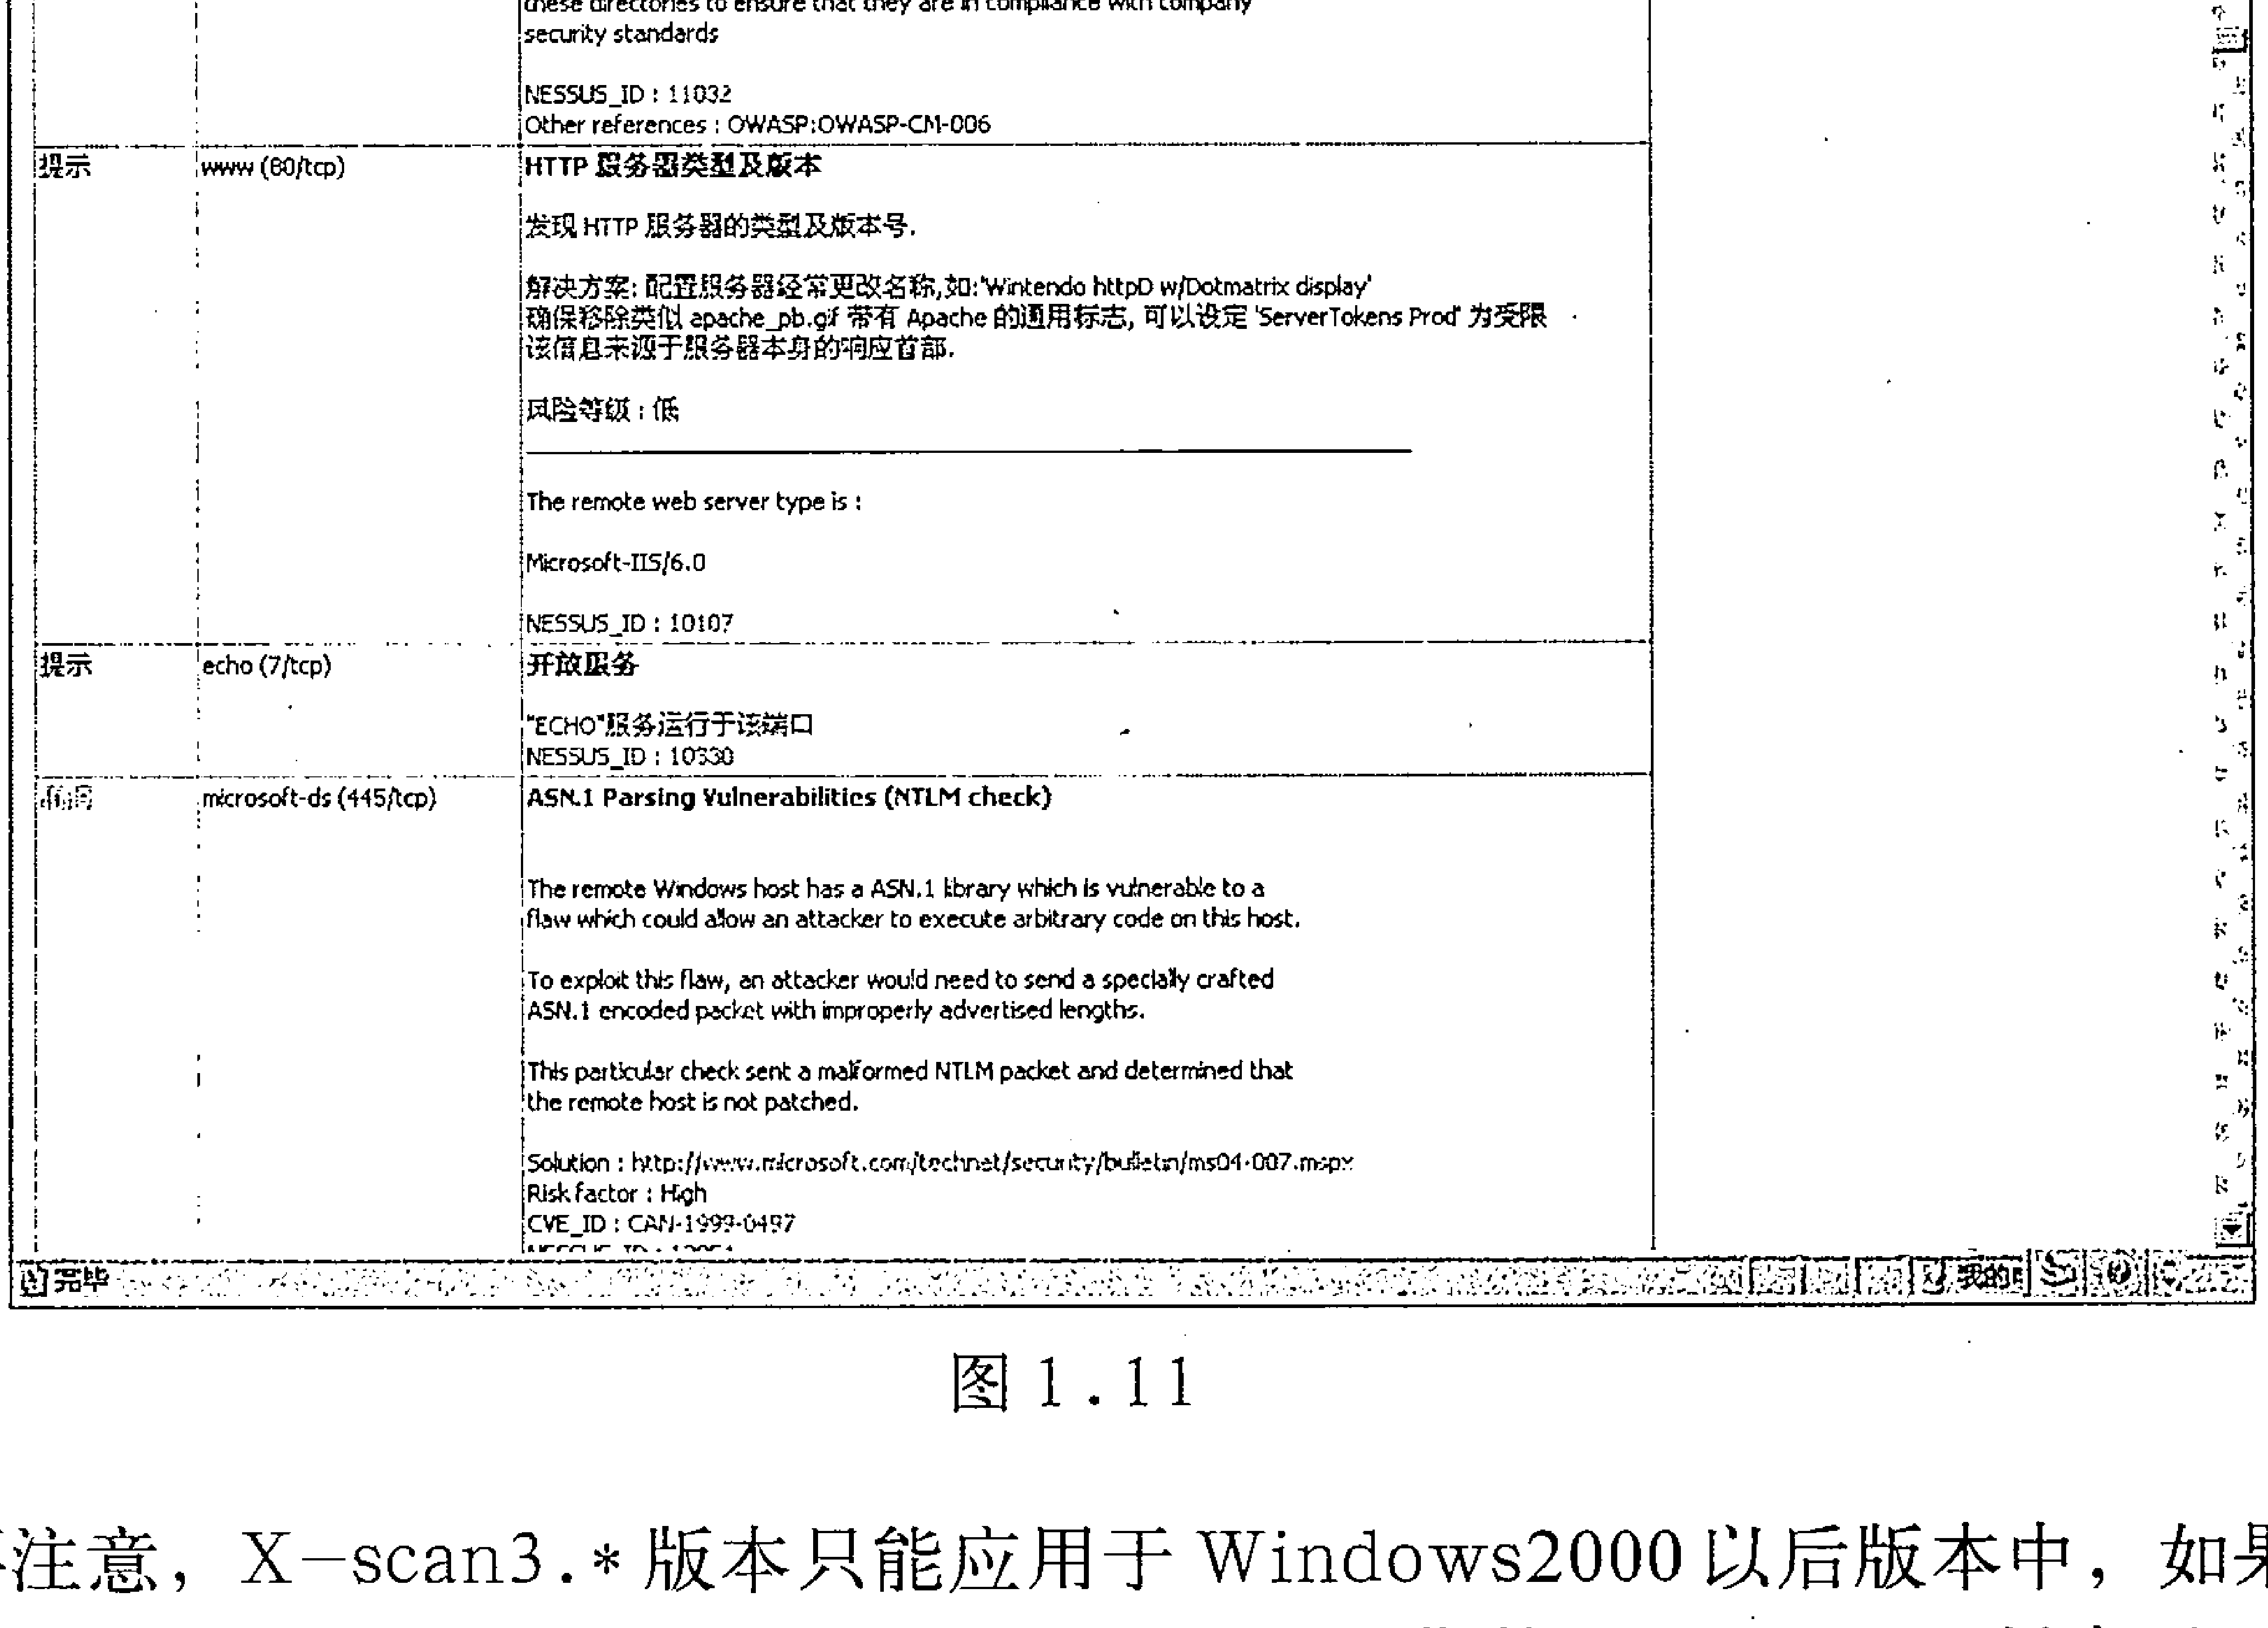 these directories to ensure that they are in compliance with company
security standards
NESSUS_ID : 11032
Other references : OWASP:OWASP-CM-006
提示 www (80/tcp) HTTP 服务器类型及版本
发现 HTTP 服务器的类型及版本号.
解决方案: 配置服务器经常更改名称,如:'Wintendo httpD w/Dotmatrix display'
确保移除类似 apache_pb.gif 带有 Apache 的通用标志, 可以设定 'ServerTokens Prod' 为受限
该信息来源于服务器本身的响应首部.
风险等级 : 低
The remote web server type is :
Microsoft-IIS/6.0
NESSUS_ID : 10107
提示 echo (7/tcp) 开放服务
"ECHO"服务运行于该端口
NESSUS_ID : 10330
漏洞 microsoft-ds (445/tcp) ASN.1 Parsing Vulnerabilities (NTLM check)
The remote Windows host has a ASN.1 library which is vulnerable to a
flaw which could allow an attacker to execute arbitrary code on this host.
To exploit this flaw, an attacker would need to send a specially crafted
ASN.1 encoded packet with improperly advertised lengths.
This particular check sent a malformed NTLM packet and determined that
the remote host is not patched.
Solution : http://www.microsoft.com/technet/security/bulletin/ms04-007.mspx
Risk factor : High
CVE_ID : CAN-1999-0497
完毕 我的
图 1.11
注意，X-scan3.*版本只能应用于 Windows2000 以后版本中，如果